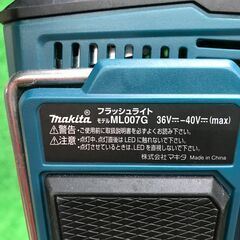 フラッシュライト
makita モデル ML007G 36V⎓-40V⎓(max)
⚠警告・ご使用前に必ず取扱説明書をよくお読み下さい。
⚠注意・点灯中、点灯直後はLEDに触れないで下さい。
・点灯させているときは、LEDを直視しないで下さい。
株式会社マキタ